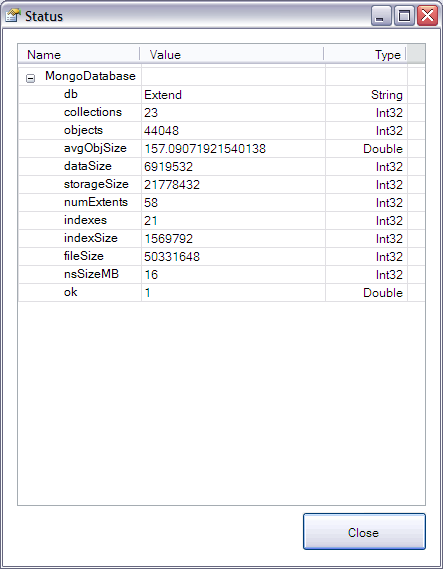 Status
Name Value Type
MongoDatabase
db Extend String
collections 23 Int32
objects 44048 Int32
avgObjSize 157.09071921540138 Double
dataSize 6919532 Int32
storageSize 21778432 Int32
numExtents 58 Int32
indexes 21 Int32
indexSize 1569792 Int32
fileSize 50331648 Int32
nsSizeMB 16 Int32
ok 1 Double
Close